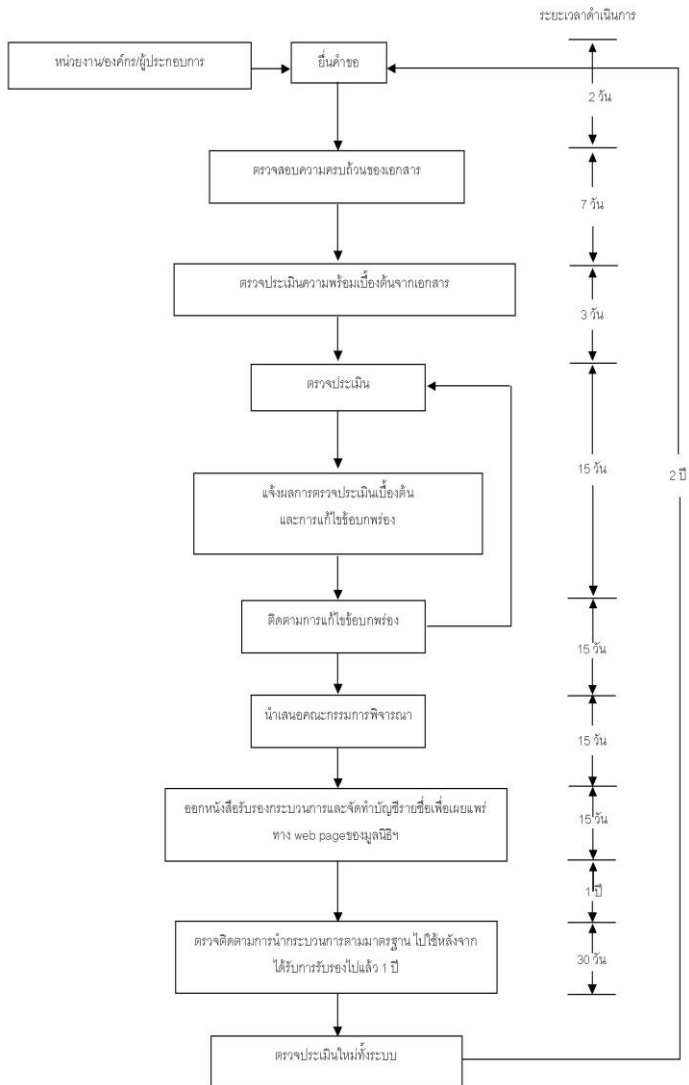 ระยะเวลาดำเนินการ
หน่วยงาน/องค์กร/ผู้ประกอบการ
ยื่นคำขอ
2 วัน
ตรวจสอบความครบถ้วนของเอกสาร
7 วัน
ตรวจประเมินความพร้อมเบื้องต้นจากเอกสาร
3 วัน
ตรวจประเมิน
15 วัน
2 ปี
แจ้งผลการตรวจประเมินเบื้องต้น
และการแก้ไขข้อบกพร่อง
ติดตามการแก้ไขข้อบกพร่อง
15 วัน
นำเสนอคณะกรรมการพิจารณา
15 วัน
ออกหนังสือรับรองกระบวนการและจัดทำบัญชีรายชื่อเพื่อเผยแพร่
ทาง web pageของมูลนิธิฯ
15 วัน
1 ปี
ตรวจติดตามการนำกระบวนการตามมาตรฐาน ไปใช้หลังจาก
ได้รับการรับรองไปแล้ว 1 ปี
30 วัน
ตรวจประเมินใหม่ทั้งระบบ